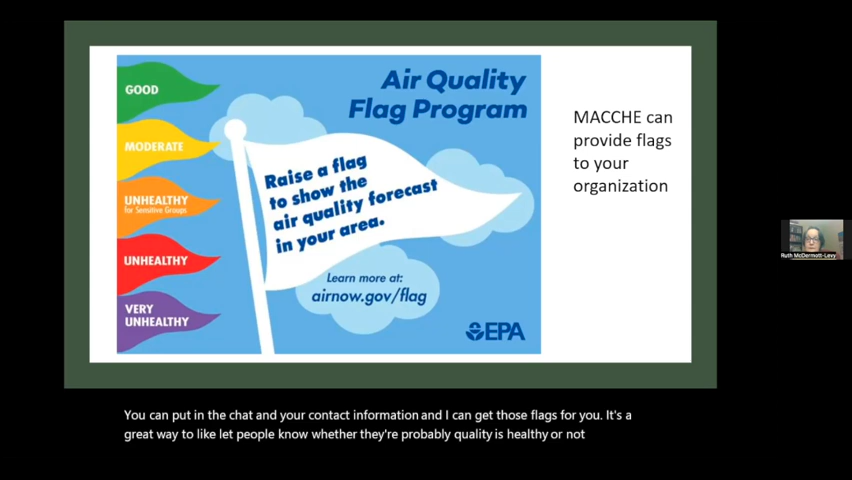 Air Quality
Flag Program
GOOD
MODERATE
UNHEALTHY
for Sensitive Groups
UNHEALTHY
VERY
UNHEALTHY
Raise a flag
to show the
air quality forecast
in your area.
Learn more at:
airnow.gov/flag
EPA
MACCHE can
provide flags
to your
organization
Ruth McDermott-Levy
You can put in the chat and your contact information and I can get those flags for you. It's a
great way to like let people know whether they're probably quality is healthy or not